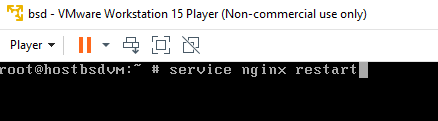 bsd - VMware Workstation 15 Player (Non-commercial use only)
Player
root@hostbsdvm:~ # service nginx restart